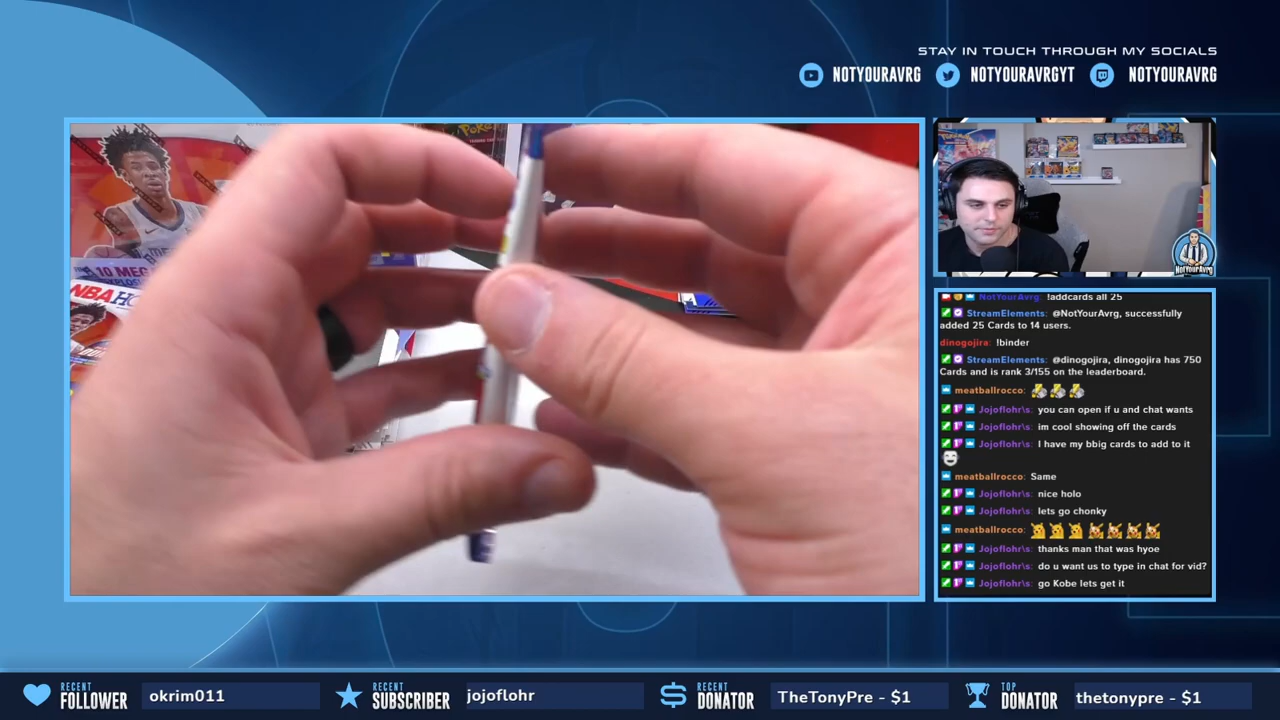 STAY IN TOUCH THROUGH MY SOCIALS
NOTYOURAVRG NOTYOURAVRGYT NOTYOURAVRG
10 MEG
NBA HO
NotYourAvrg
NotYourAvrg: !addcards all 25
StreamElements: @NotYourAvrg, successfully
added 25 Cards to 14 users.
dinogojira: !binder
StreamElements: @dinogojira, dinogojira has 750
Cards and is rank 3/155 on the leaderboard.
meatballrocco:
Jojoflohr\s: you can open if u and chat wants
Jojoflohr\s: im cool showing off the cards
Jojoflohr\s: I have my bbig cards to add to it
meatballrocco: Same
Jojoflohr\s: nice holo
Jojoflohr\s: lets go chonky
meatballrocco:
Jojoflohr\s: thanks man that was hyoe
Jojoflohr\s: do u want us to type in chat for vid?
Jojoflohr\s: go Kobe lets get it
RECENT FOLLOWER okrim011
RECENT SUBSCRIBER jojoflohr
RECENT DONATOR TheTonyPre - $1
TOP DONATOR thetonypre - $1